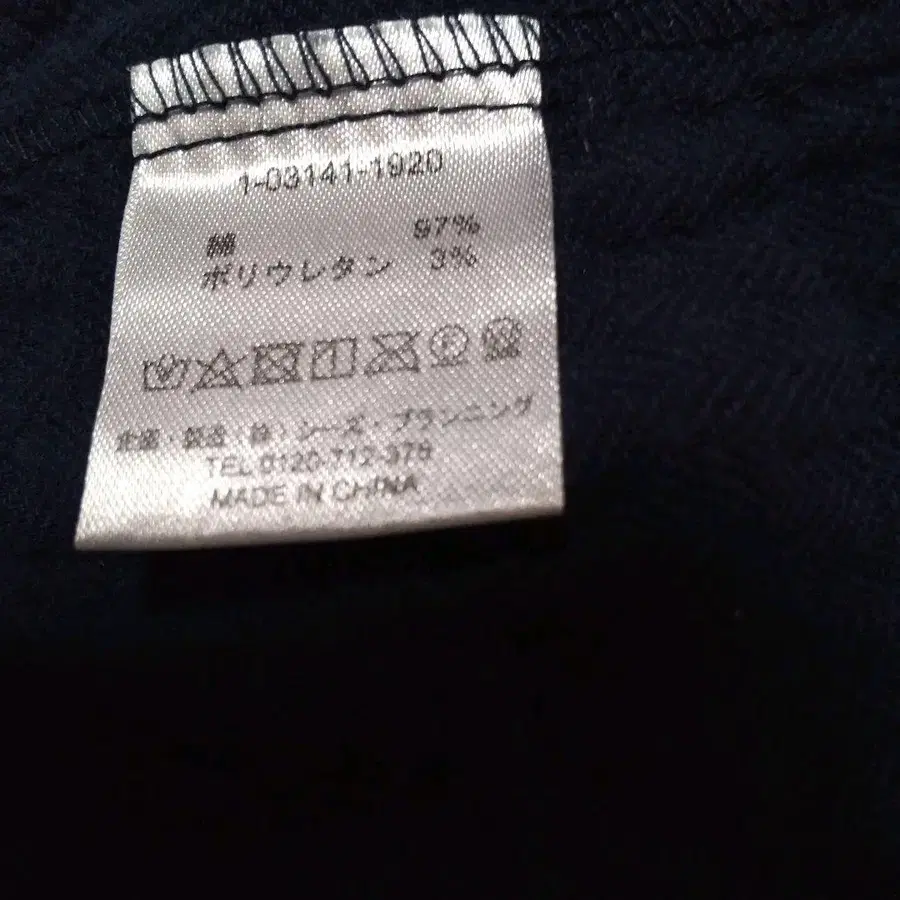 1-03141-1920
綿 97%
ポリウレタン 3%
企画・製造:(株)シーズ・プランニング
TEL 0120-712-378
MADE IN CHINA